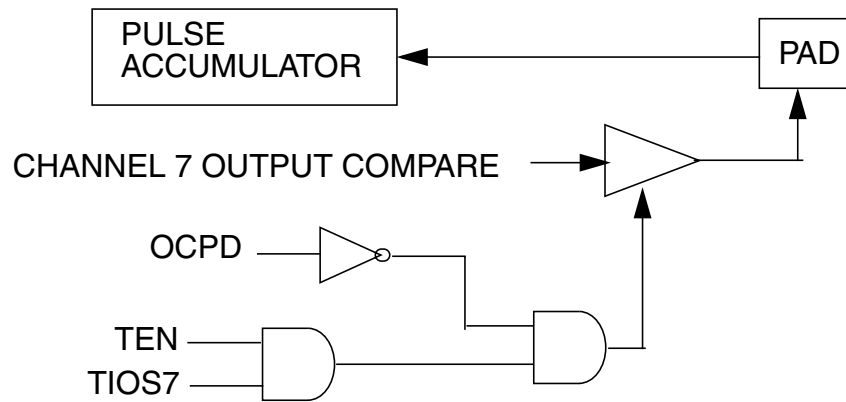 PULSE
ACCUMULATOR
PAD
CHANNEL 7 OUTPUT COMPARE
OCPD
TEN
TIOS7